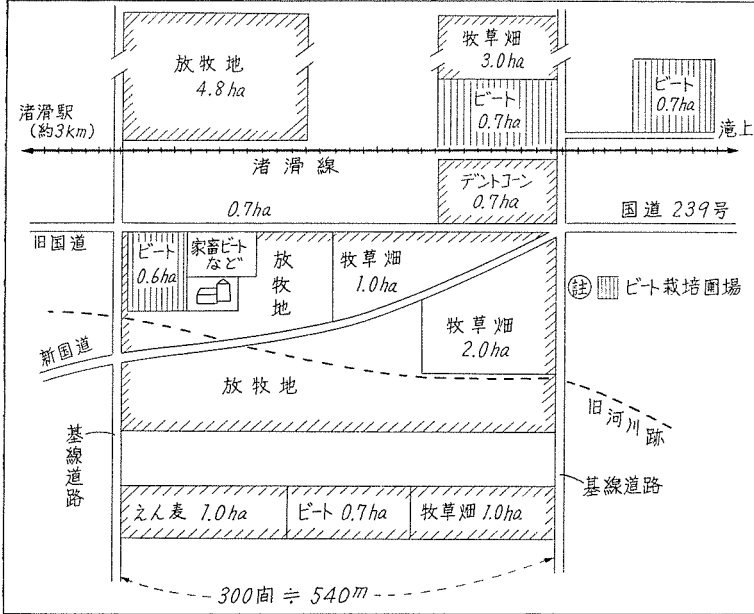 放牧地
4.8ha
牧草畑
3.0ha
ビート
0.7ha
ビート
0.7ha
渚滑駅
(約3km)
滝上
渚滑線
デントコーン
0.7ha
0.7ha
国道 239号
旧国道
ビート
0.6ha
家畜ビート
など
放牧地
牧草畑
1.0ha
註 ビート栽培圃場
牧草畑
2.0ha
新国道
放牧地
旧河川跡
基線道路
基線道路
えん麦 1.0ha
ビート 0.7ha
牧草畑 1.0ha
300間≒540m